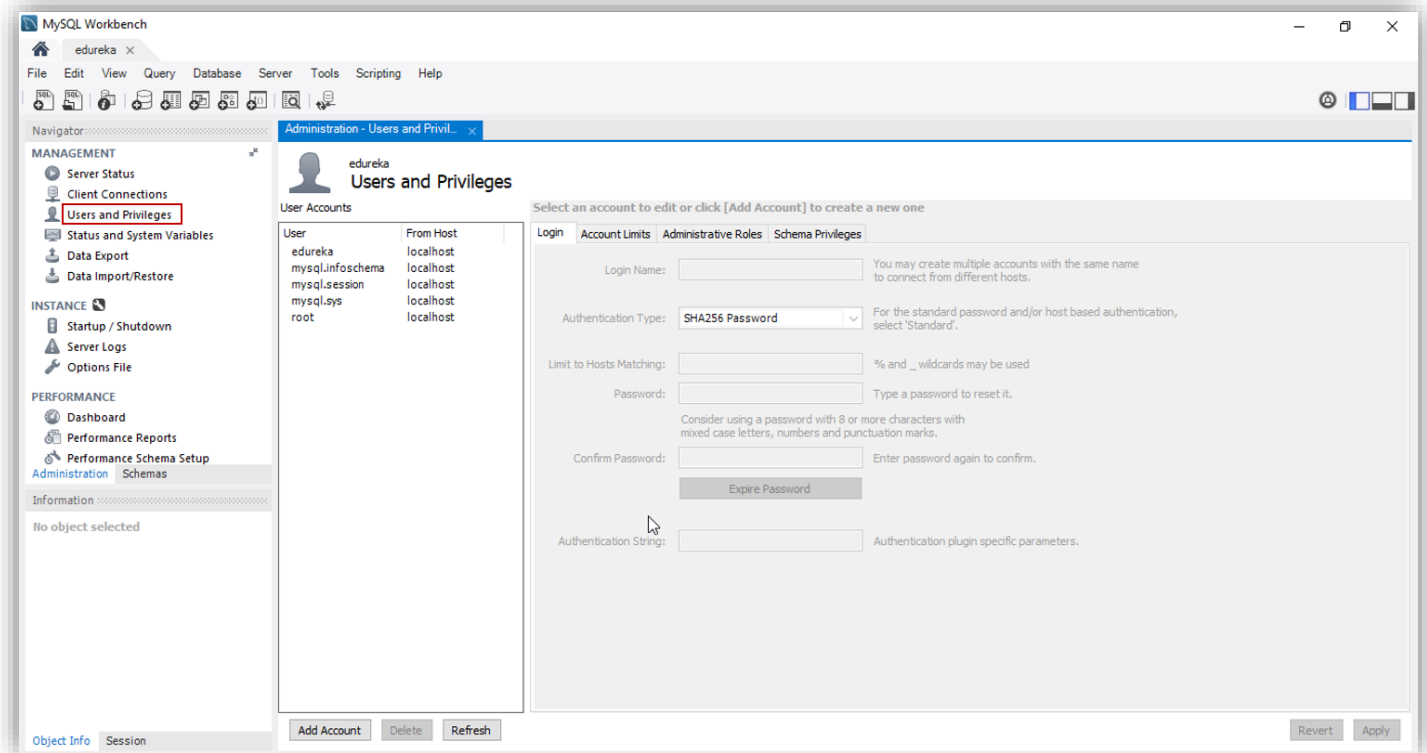 MySQL Workbench
edureka ×
File Edit View Query Database Server Tools Scripting Help
Navigator
MANAGEMENT
Server Status
Client Connections
Users and Privileges
Status and System Variables
Data Export
Data Import/Restore
INSTANCE
Startup / Shutdown
Server Logs
Options File
PERFORMANCE
Dashboard
Performance Reports
Performance Schema Setup
Administration Schemas
Information
No object selected
Object Info Session
Administration - Users and Privil... ×
edureka
Users and Privileges
User Accounts
User From Host
edureka localhost
mysql.infoschema localhost
mysql.session localhost
mysql.sys localhost
root localhost
Add Account Delete Refresh
Select an account to edit or click [Add Account] to create a new one
Login Account Limits Administrative Roles Schema Privileges
Login Name:
You may create multiple accounts with the same name
to connect from different hosts.
Authentication Type: SHA256 Password
For the standard password and/or host based authentication,
select 'Standard'.
Limit to Hosts Matching: % and _ wildcards may be used
Password: Type a password to reset it.
Consider using a password with 8 or more characters with
mixed case letters, numbers and punctuation marks.
Confirm Password: Enter password again to confirm.
Expire Password
Authentication String: Authentication plugin specific parameters.
Revert Apply